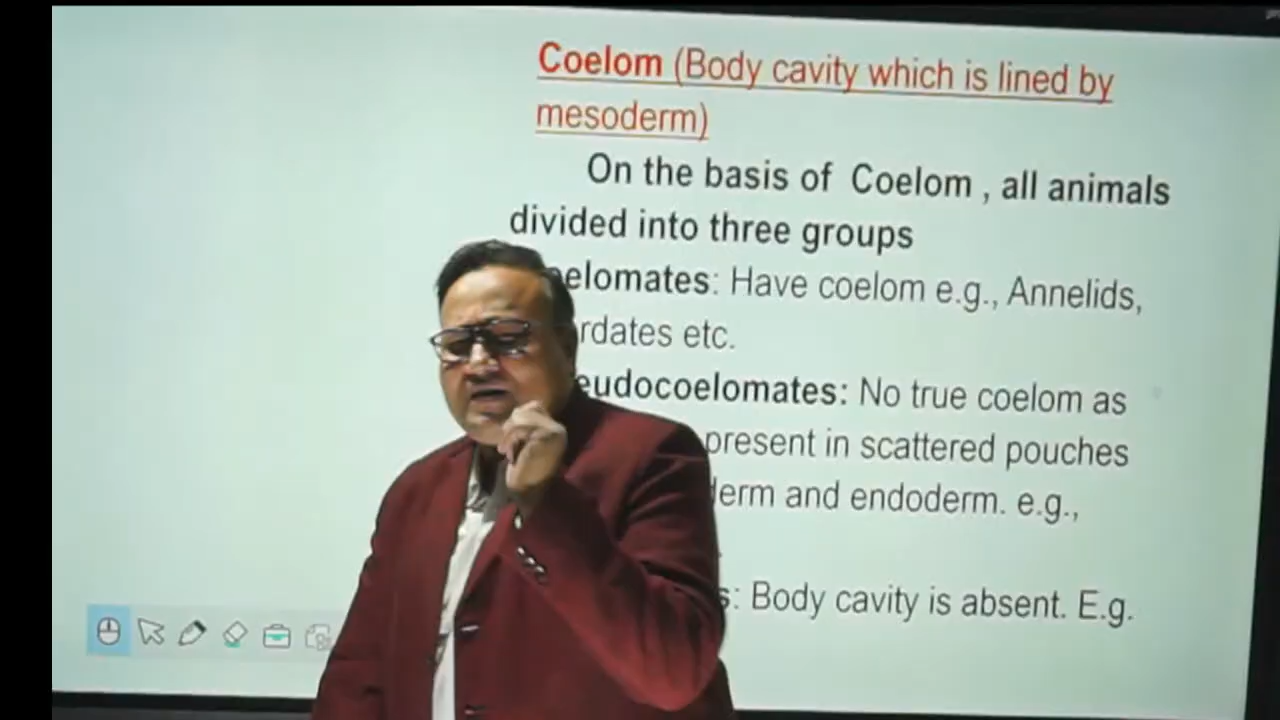 Coelom (Body cavity which is lined by
mesoderm)
On the basis of Coelom , all animals
divided into three groups
elomates: Have coelom e.g., Annelids,
rdates etc.
eudocoelomates: No true coelom as
present in scattered pouches
derm and endoderm. e.g.,
s: Body cavity is absent. E.g.